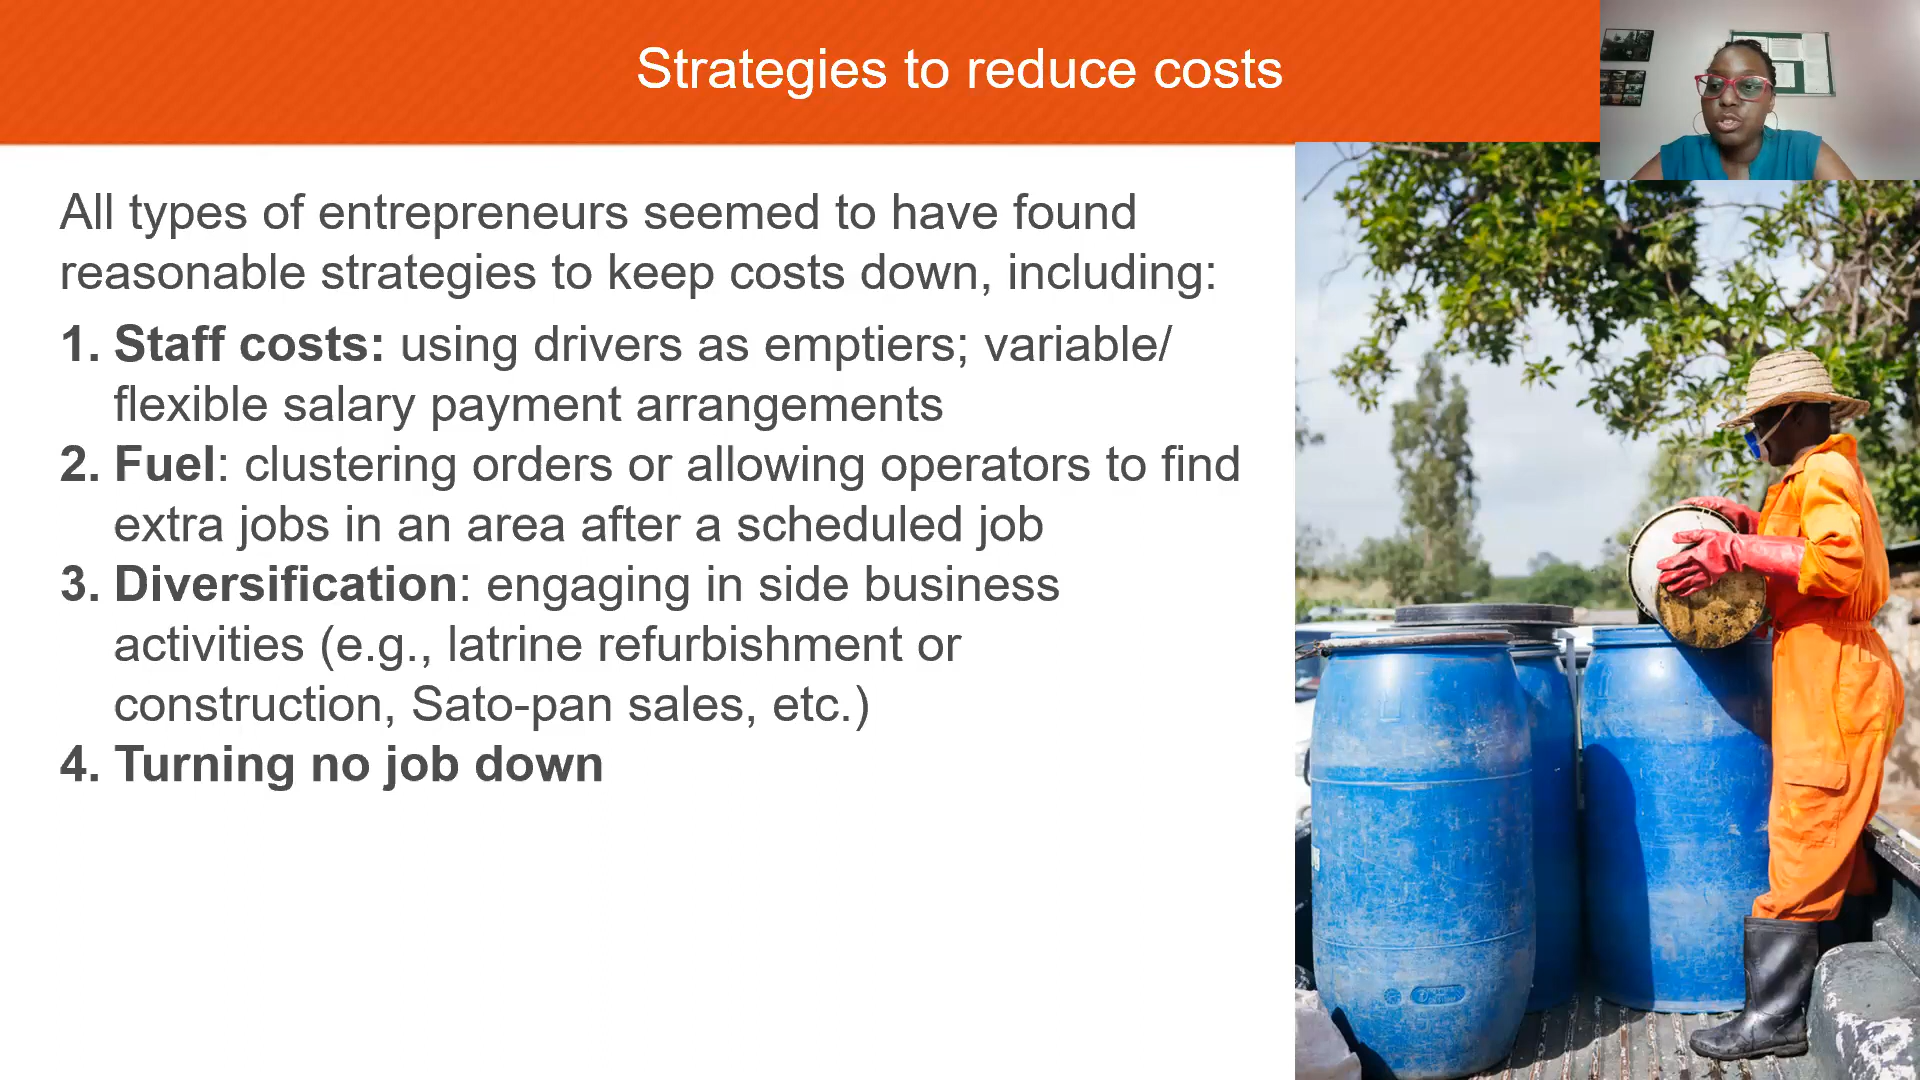 Strategies to reduce costs
All types of entrepreneurs seemed to have found
reasonable strategies to keep costs down, including:
1. Staff costs: using drivers as emptiers; variable/
flexible salary payment arrangements
2. Fuel: clustering orders or allowing operators to find
extra jobs in an area after a scheduled job
3. Diversification: engaging in side business
activities (e.g., latrine refurbishment or
construction, Sato-pan sales, etc.)
4. Turning no job down